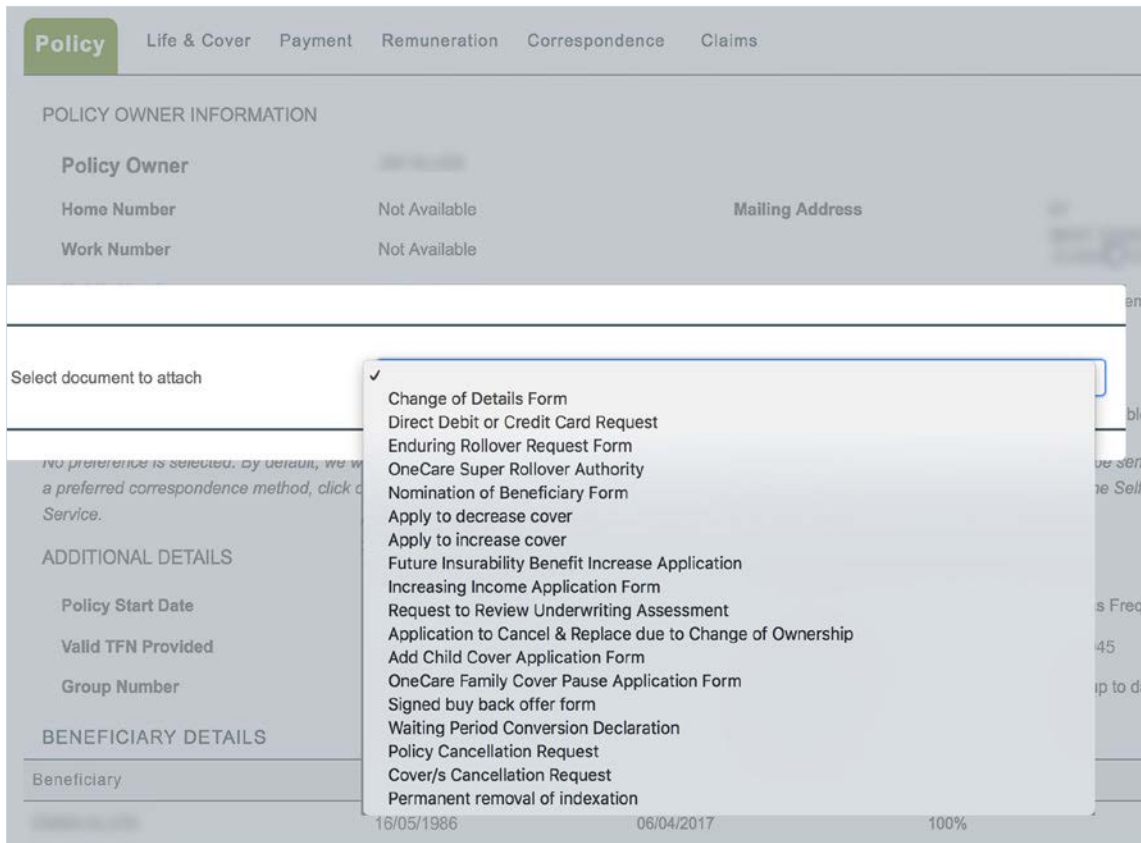 Policy Life & Cover Payment Remuneration Correspondence Claims
POLICY OWNER INFORMATION
Policy Owner
Home Number Not Available Mailing Address
Work Number Not Available
Select document to attach
✓
Change of Details Form
Direct Debit or Credit Card Request
Enduring Rollover Request Form
OneCare Super Rollover Authority
Nomination of Beneficiary Form
Apply to decrease cover
Apply to increase cover
Future Insurability Benefit Increase Application
Increasing Income Application Form
Request to Review Underwriting Assessment
Application to Cancel & Replace due to Change of Ownership
Add Child Cover Application Form
OneCare Family Cover Pause Application Form
Signed buy back offer form
Waiting Period Conversion Declaration
Policy Cancellation Request
Cover/s Cancellation Request
Permanent removal of indexation
No preference is selected. By default, we
a preferred correspondence method, click
Service.
ADDITIONAL DETAILS
Policy Start Date
Valid TFN Provided 45
Group Number up to
BENEFICIARY DETAILS
Beneficiary
16/05/1986 06/04/2017 100%